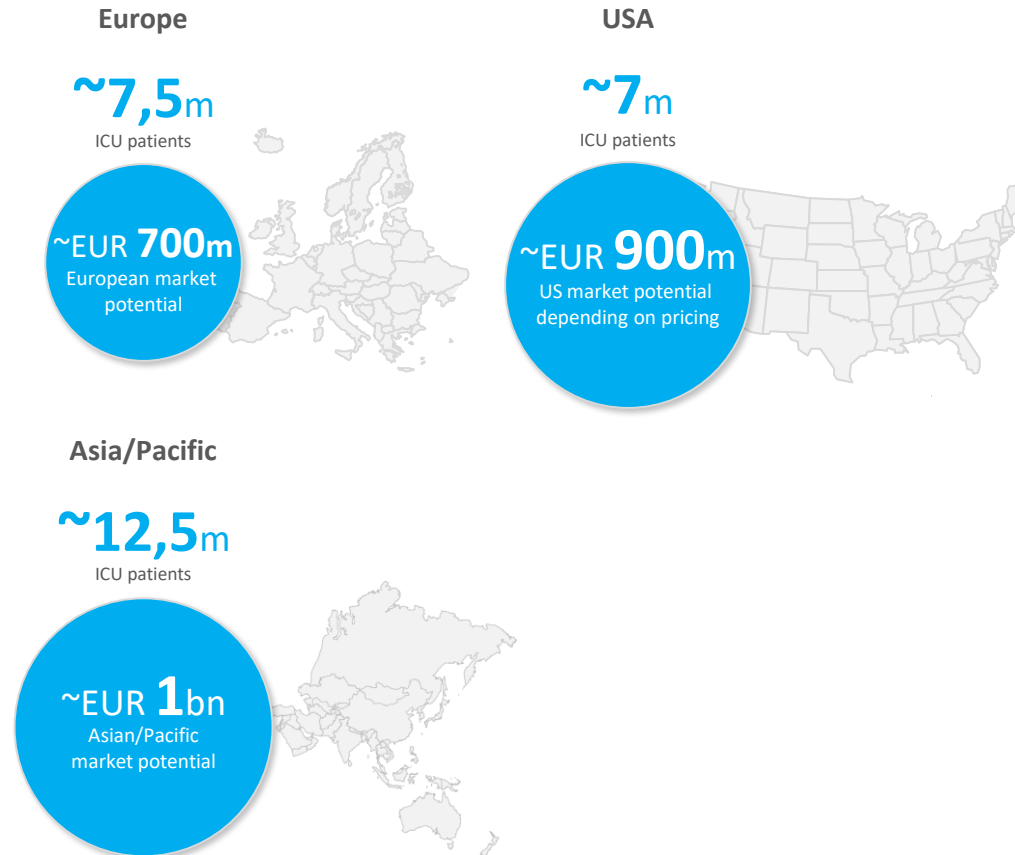 Europe
~7,5m
ICU patients
~EUR 700m
European market
potential
USA
~7m
ICU patients
~EUR 900m
US market potential
depending on pricing
Asia/Pacific
~12,5m
ICU patients
~EUR 1bn
Asian/Pacific
market potential